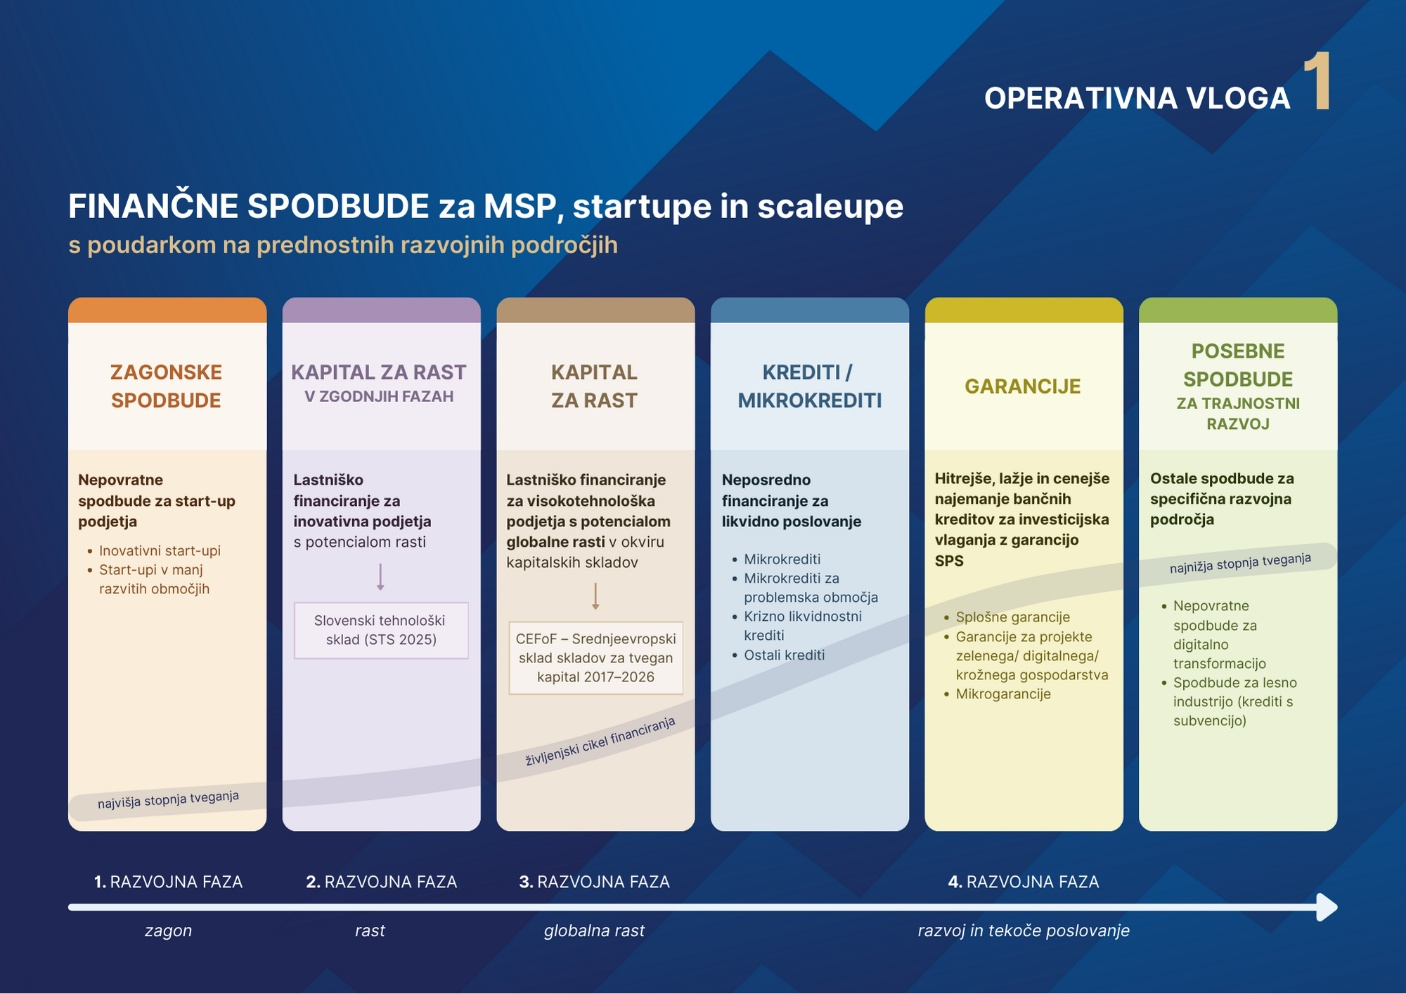 OPERATIVNA VLOGA 1
FINANČNE SPODBUDE za MSP, startupe in scaleupe
s poudarkom na prednostnih razvojnih področjih
ZAGONSKE
SPODBUDE
Nepovratne
spodbude za start-up
podjetja
• Inovativni start-upi
• Start-upi v manj
razvitih območjih
najvišja stopnja tveganja
KAPITAL ZA RAST
V ZGODNJIH FAZAH
Lastniško
financiranje za
inovativna podjetja
s potencialom rasti
Slovenski tehnološki
sklad (STS 2025)
KAPITAL
ZA RAST
Lastniško financiranje
za visokotehnološka
podjetja s potencialom
globalne rasti v okviru
kapitalskih skladov
CEFoF – Srednjeevropski
sklad skladov za tvegan
kapital 2017–2026
življenjski cikel financiranja
KREDITI /
MIKROKREDITI
Neposredno
financiranje za
likvidno poslovanje
• Mikrokrediti
• Mikrokrediti za
problemska območja
• Krizno likvidnostni
krediti
• Ostali krediti
GARANCIJE
Hitrejše, lažje in cenejše
najemanje bančnih
kreditov za investicijska
vlaganja z garancijo
SPS
• Splošne garancije
• Garancije za projekte
zelenega/ digitalnega/
krožnega gospodarstva
• Mikrogarancije
POSEBNE
SPODBUDE
ZA TRAJNOSTNI
RAZVOJ
Ostale spodbude za
specifična razvojna
področja
najnižja stopnja tveganja
• Nepovratne
spodbude za
digitalno
transformacijo
• Spodbude za lesno
industrijo (krediti s
subvencijo)
1. RAZVOJNA FAZA
2. RAZVOJNA FAZA
3. RAZVOJNA FAZA
4. RAZVOJNA FAZA
zagon
rast
globalna rast
razvoj in tekoče poslovanje